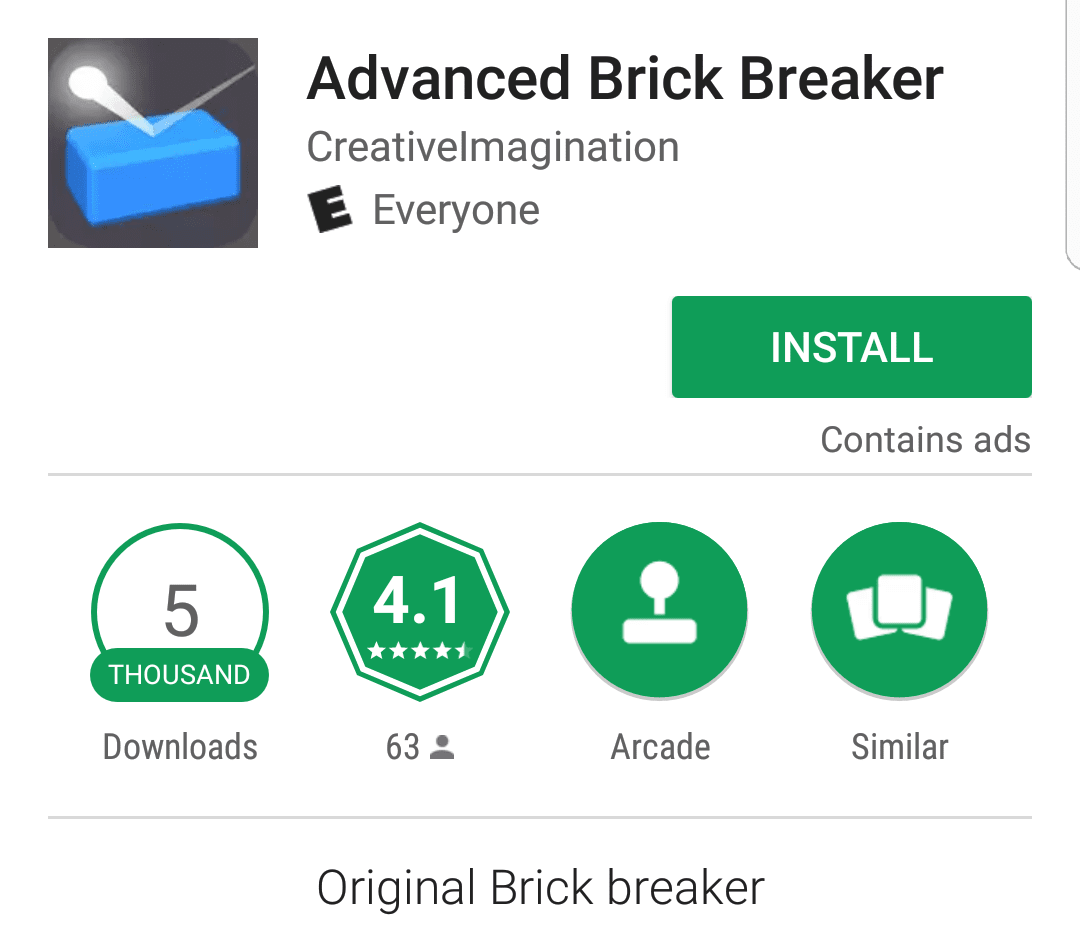 Advanced Brick Breaker
CreativeImagination
E Everyone
INSTALL
Contains ads
5
THOUSAND
Downloads
4.1
63
Arcade
Similar
Original Brick breaker